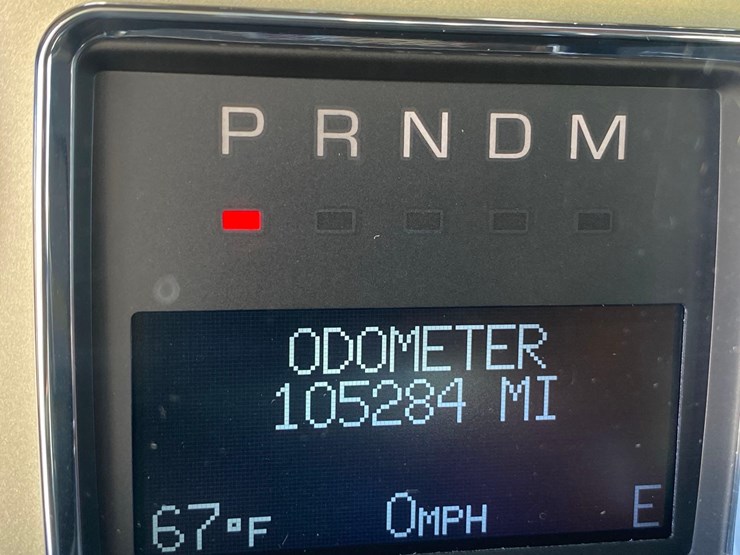 P R N D M
ODOMETER
105284 MI
67°F 0MPH E